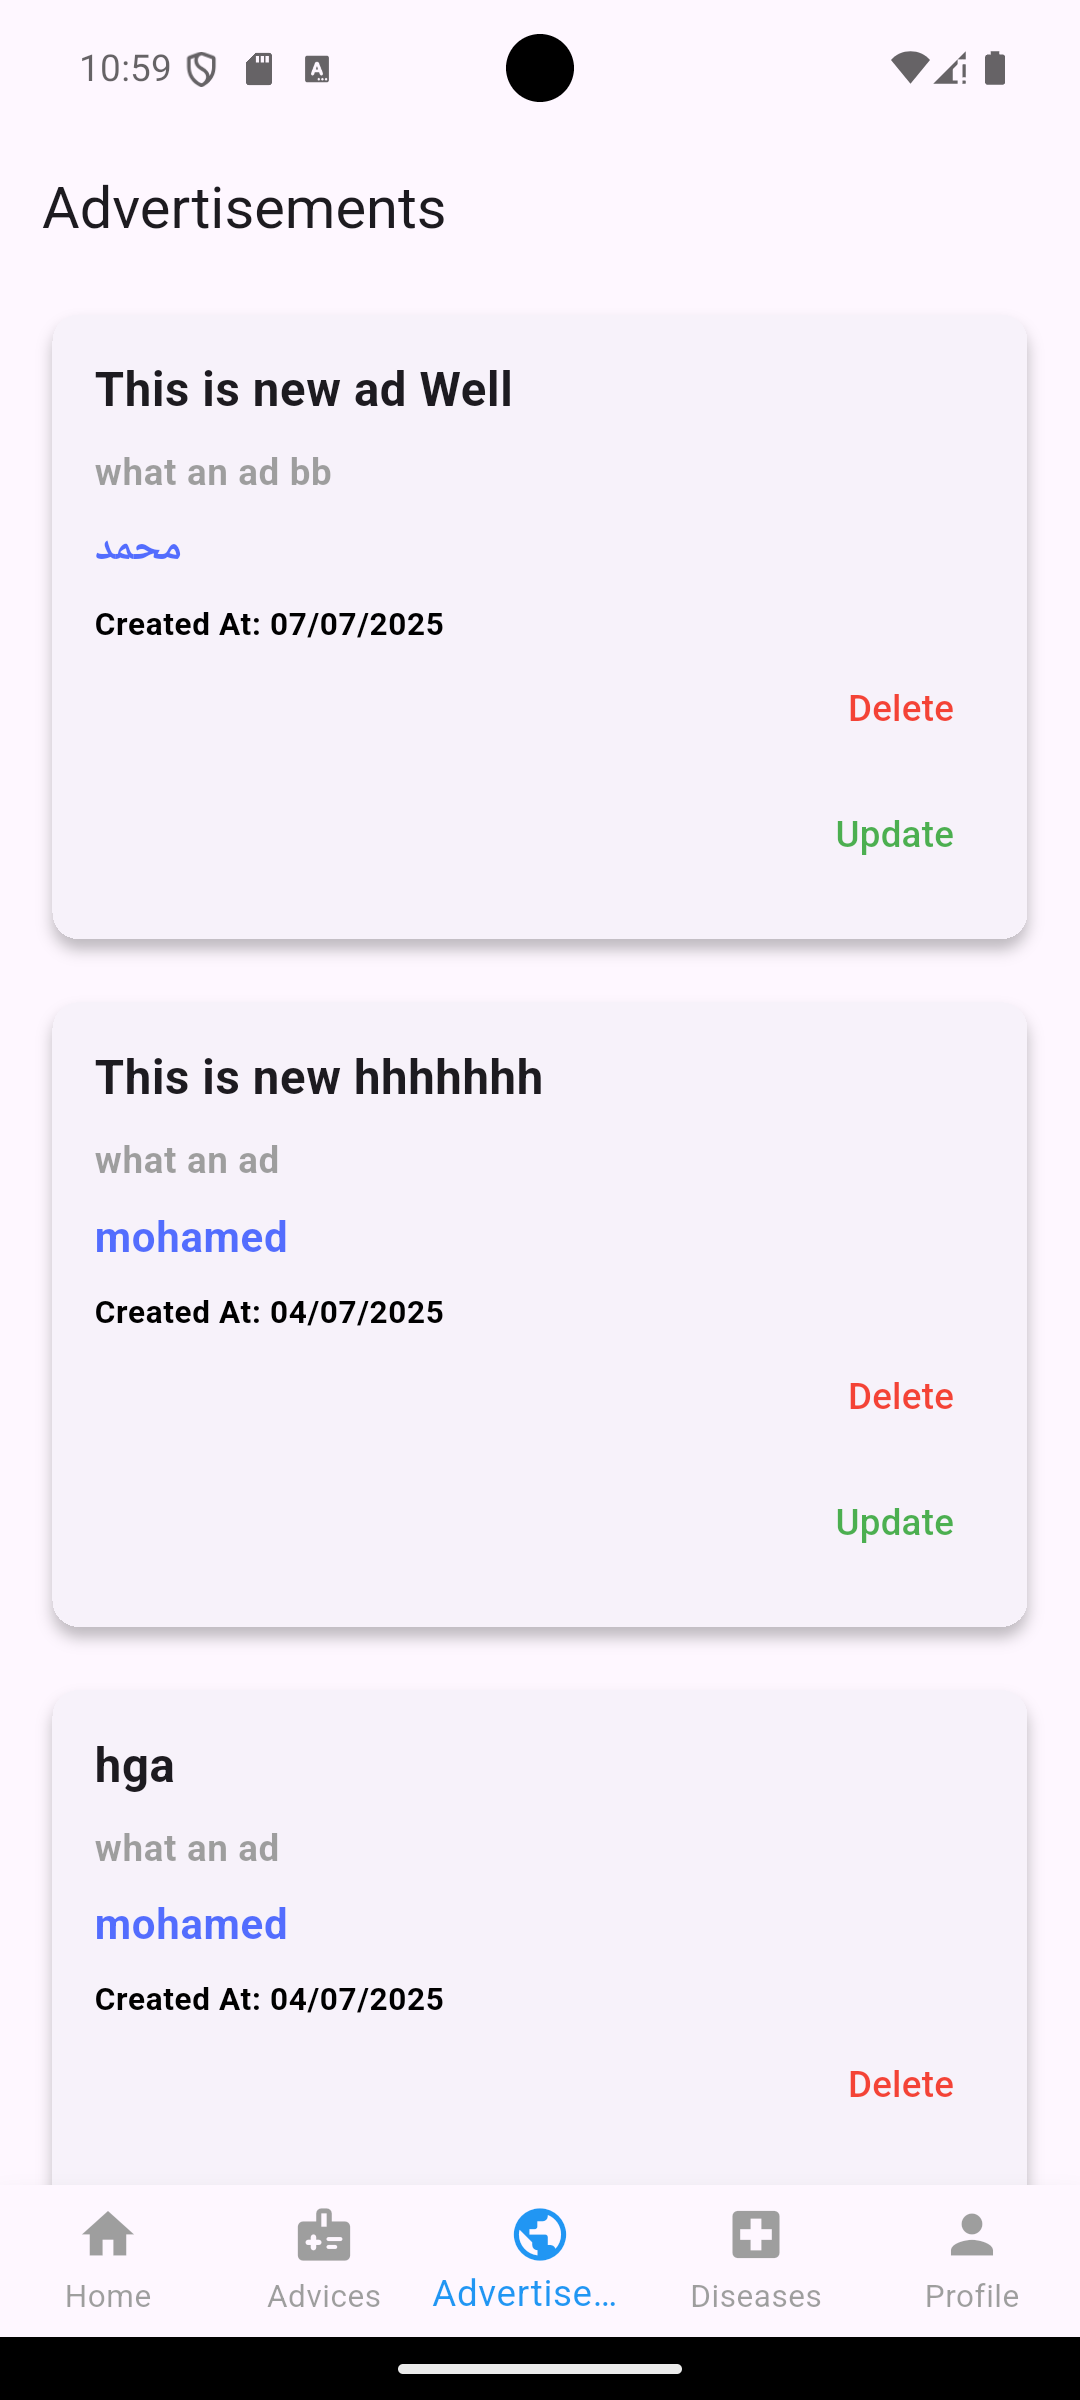 10:59
Advertisements
This is new ad Well
what an ad bb
محمد
Created At: 07/07/2025
Delete
Update
This is new hhhhhhh
what an ad
mohamed
Created At: 04/07/2025
Delete
Update
hga
what an ad
mohamed
Created At: 04/07/2025
Delete
Home Advices Advertise... Diseases Profile